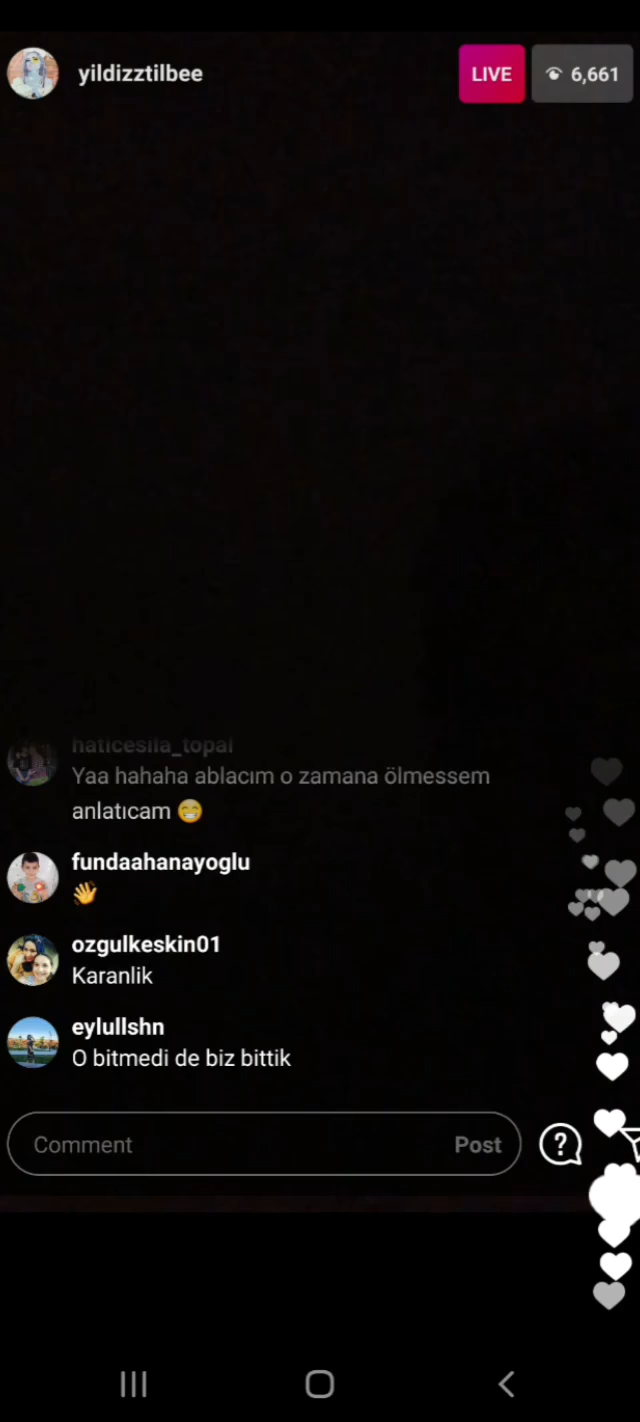 yildizztilbee
LIVE
6,661
haticesila_topal
Yaa hahaha ablacım o zamana ölmessem
anlatıcam 😁
fundaahanayoglu
👋
ozgulkeskin01
Karanlik
eylullshn
O bitmedi de biz bittik
Comment
Post